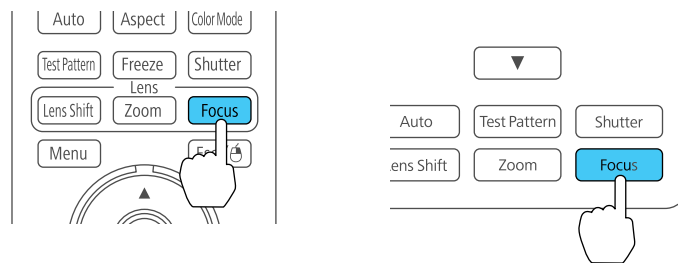 Auto Aspect Color Mode
Test Pattern Freeze Shutter
Lens
Lens Shift Zoom Focus
Menu
Auto Test Pattern Shutter
Lens Shift Zoom Focus